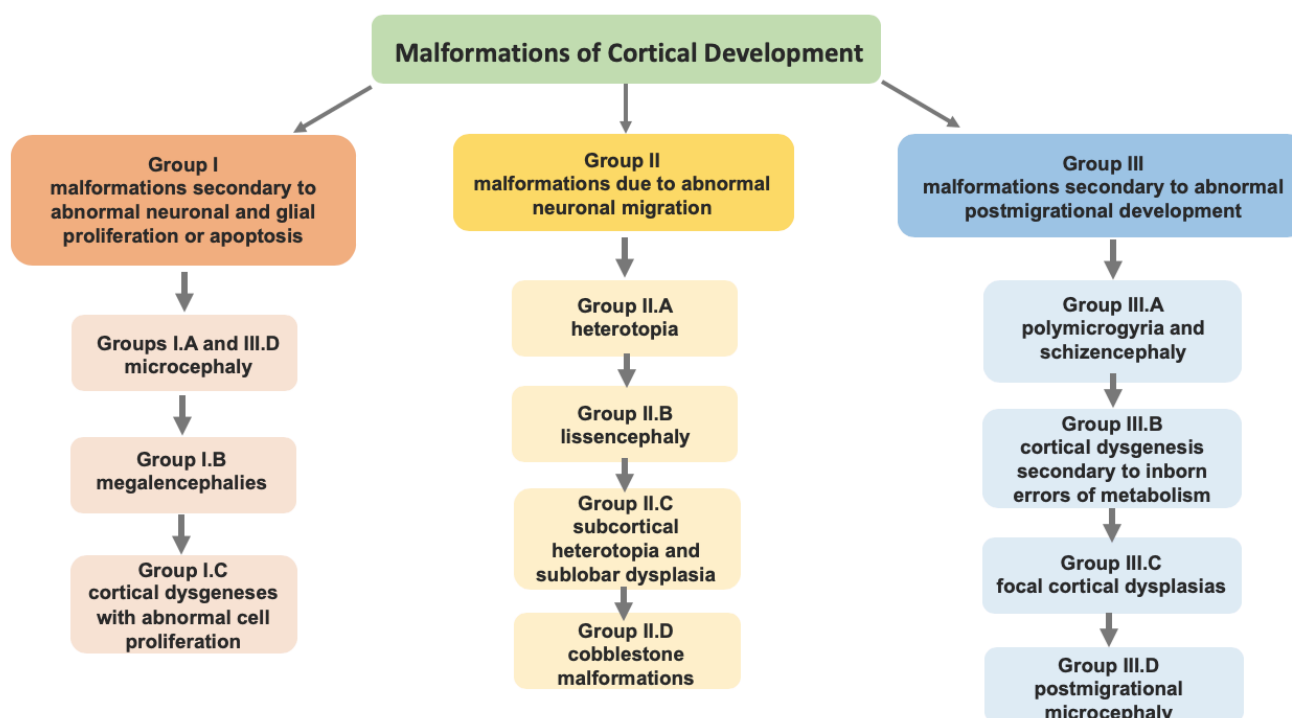 Malformations of Cortical Development
Group I
malformations secondary to
abnormal neuronal and glial
proliferation or apoptosis
Groups I.A and III.D
microcephaly
Group I.B
megalencephalies
Group I.C
cortical dysgeneses
with abnormal cell
proliferation
Group II
malformations due to abnormal
neuronal migration
Group II.A
heterotopia
Group II.B
lissencephaly
Group II.C
subcortical
heterotopia and
sublobar dysplasia
Group II.D
cobblestone
malformations
Group III
malformations secondary to abnormal
postmigrational development
Group III.A
polymicrogyria and
schizencephaly
Group III.B
cortical dysgenesis
secondary to inborn
errors of metabolism
Group III.C
focal cortical dysplasias
Group III.D
postmigrational
microcephaly